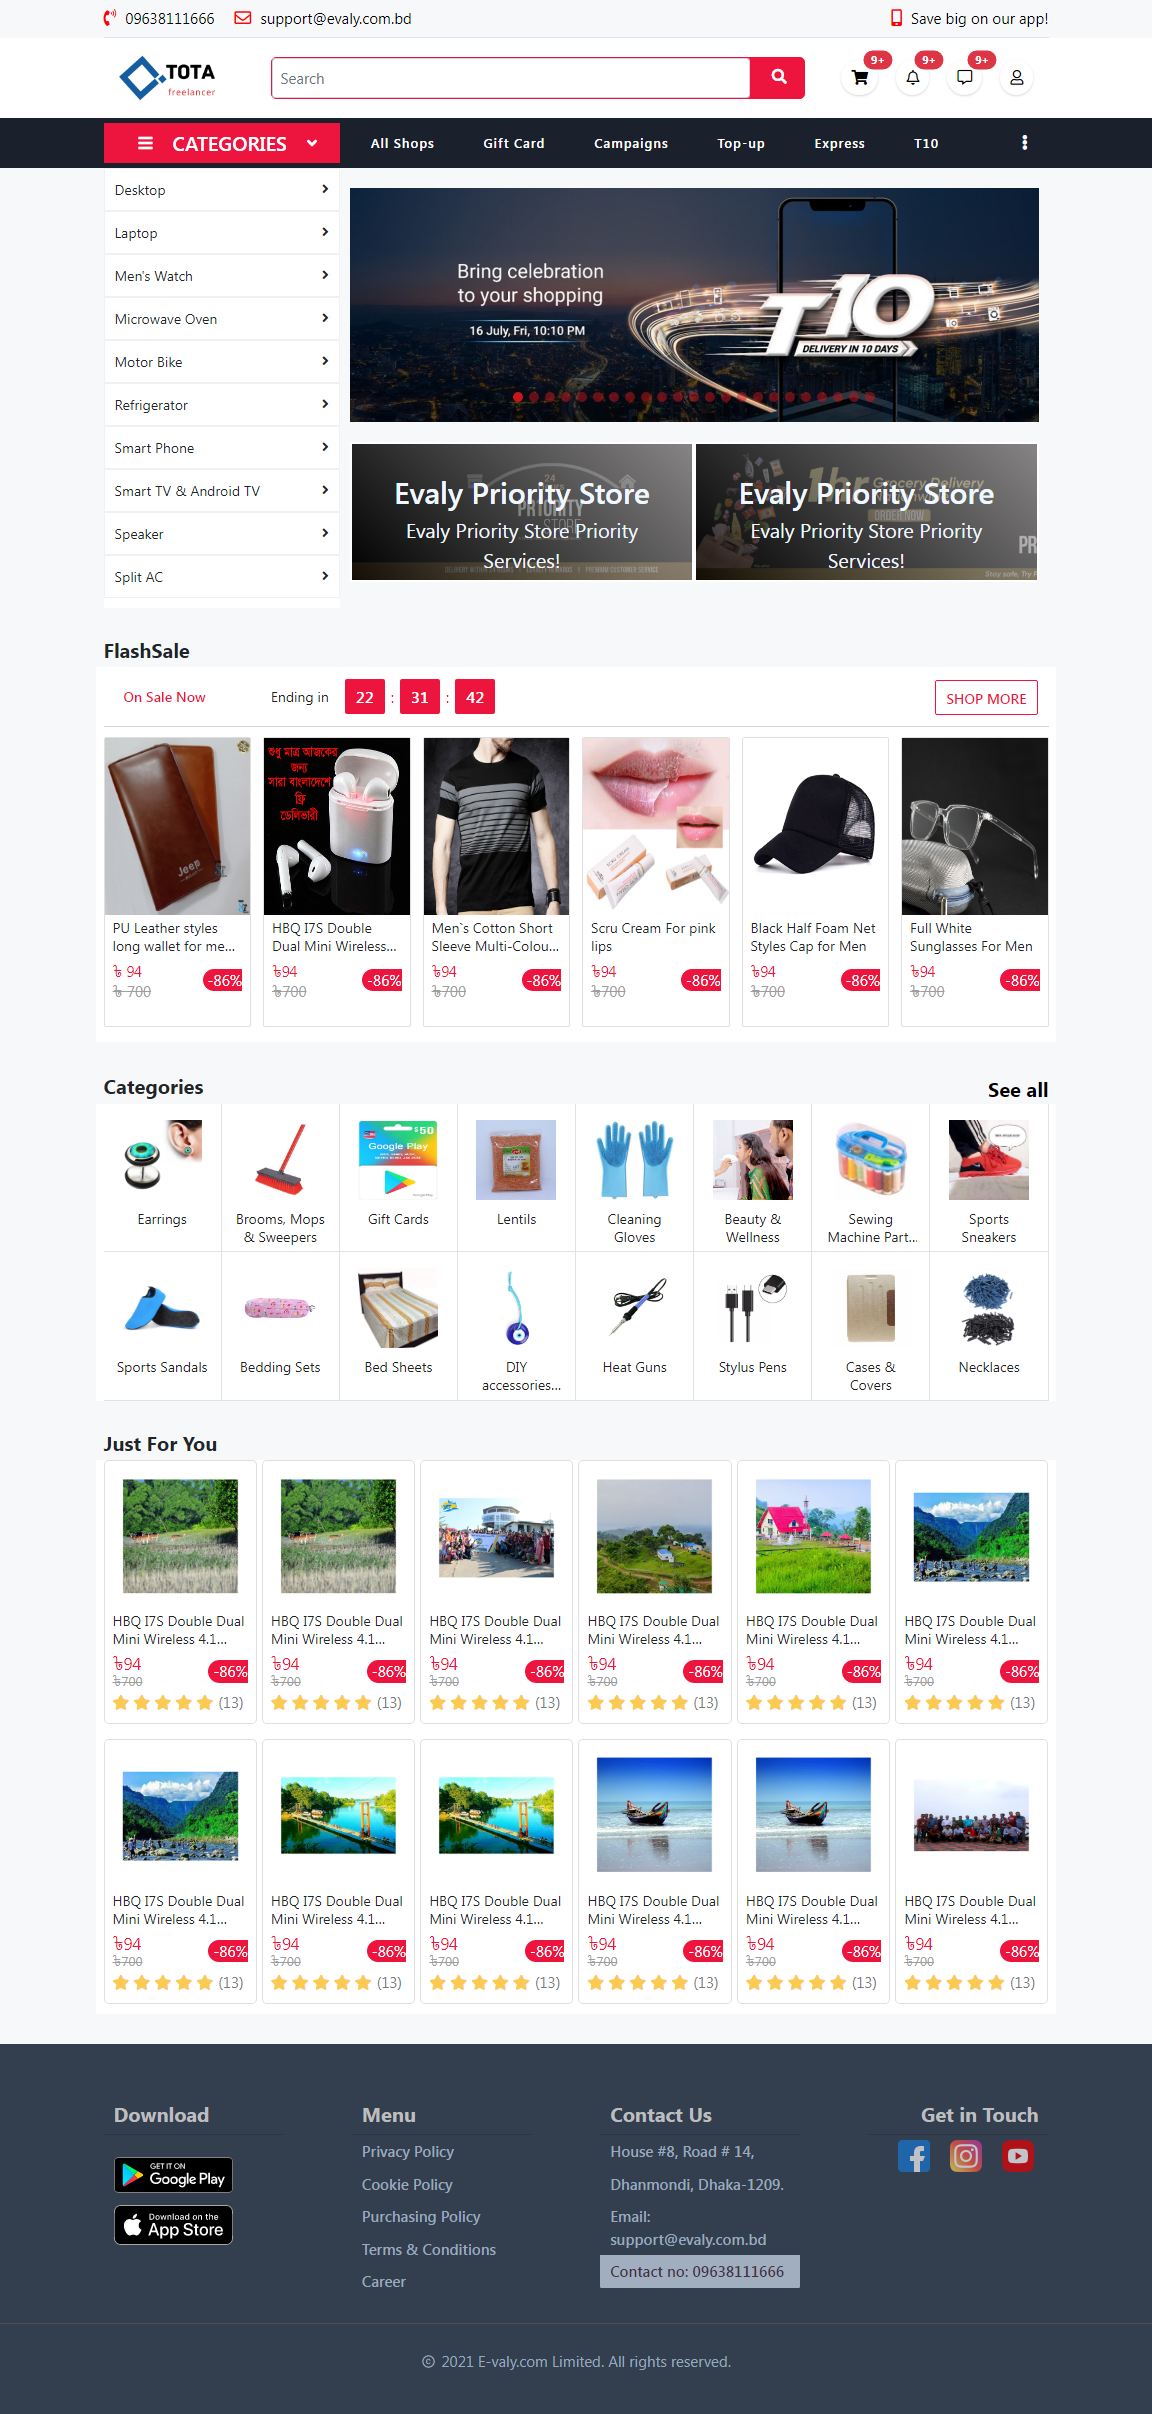 09638111666
support@evaly.com.bd
Save big on our app!
TOTA
freelancer
Search
9+
9+
9+
CATEGORIES
All Shops
Gift Card
Campaigns
Top-up
Express
T10
Desktop
Laptop
Men's Watch
Microwave Oven
Motor Bike
Refrigerator
Smart Phone
Smart TV & Android TV
Speaker
Split AC
Bring celebration
to your shopping
16 July, Fri, 10:10 PM
T10
DELIVERY IN 10 DAYS
Evaly Priority Store
Evaly Priority Store Priority
Services!
Evaly Priority Store
Evaly Priority Store Priority
Services!
FlashSale
On Sale Now
Ending in
22 : 31 : 42
SHOP MORE
Jeep
শুধু মাত্র আজকের
জন্য
সারা বাংলাদেশে
ফ্রি
ডেলিভারী
PU Leather styles
long wallet for me...
৳ 94
৳ 700
-86%
HBQ I7S Double
Dual Mini Wireless...
৳94
৳700
-86%
Men`s Cotton Short
Sleeve Multi-Colou...
৳94
৳700
-86%
Scru Cream For pink
lips
৳94
৳700
-86%
Black Half Foam Net
Styles Cap for Men
৳94
৳700
-86%
Full White
Sunglasses For Men
৳94
৳700
-86%
Categories
See all
$50
Google Play
Earrings
Brooms, Mops
& Sweepers
Gift Cards
Lentils
Cleaning
Gloves
Beauty &
Wellness
Sewing
Machine Part...
Sports
Sneakers
Sports Sandals
Bedding Sets
Bed Sheets
DIY
accessories...
Heat Guns
Stylus Pens
Cases &
Covers
Necklaces
Just For You
HBQ I7S Double Dual
Mini Wireless 4.1...
৳94
৳700
-86%
(13)
HBQ I7S Double Dual
Mini Wireless 4.1...
৳94
৳700
-86%
(13)
HBQ I7S Double Dual
Mini Wireless 4.1...
৳94
৳700
-86%
(13)
HBQ I7S Double Dual
Mini Wireless 4.1...
৳94
৳700
-86%
(13)
HBQ I7S Double Dual
Mini Wireless 4.1...
৳94
৳700
-86%
(13)
HBQ I7S Double Dual
Mini Wireless 4.1...
৳94
৳700
-86%
(13)
HBQ I7S Double Dual
Mini Wireless 4.1...
৳94
৳700
-86%
(13)
HBQ I7S Double Dual
Mini Wireless 4.1...
৳94
৳700
-86%
(13)
HBQ I7S Double Dual
Mini Wireless 4.1...
৳94
৳700
-86%
(13)
HBQ I7S Double Dual
Mini Wireless 4.1...
৳94
৳700
-86%
(13)
HBQ I7S Double Dual
Mini Wireless 4.1...
৳94
৳700
-86%
(13)
HBQ I7S Double Dual
Mini Wireless 4.1...
৳94
৳700
-86%
(13)
Download
GET IT ON
Google Play
Download on the
App Store
Menu
Privacy Policy
Cookie Policy
Purchasing Policy
Terms & Conditions
Career
Contact Us
House #8, Road # 14,
Dhanmondi, Dhaka-1209.
Email:
support@evaly.com.bd
Contact no: 09638111666
Get in Touch
© 2021 E-valy.com Limited. All rights reserved.